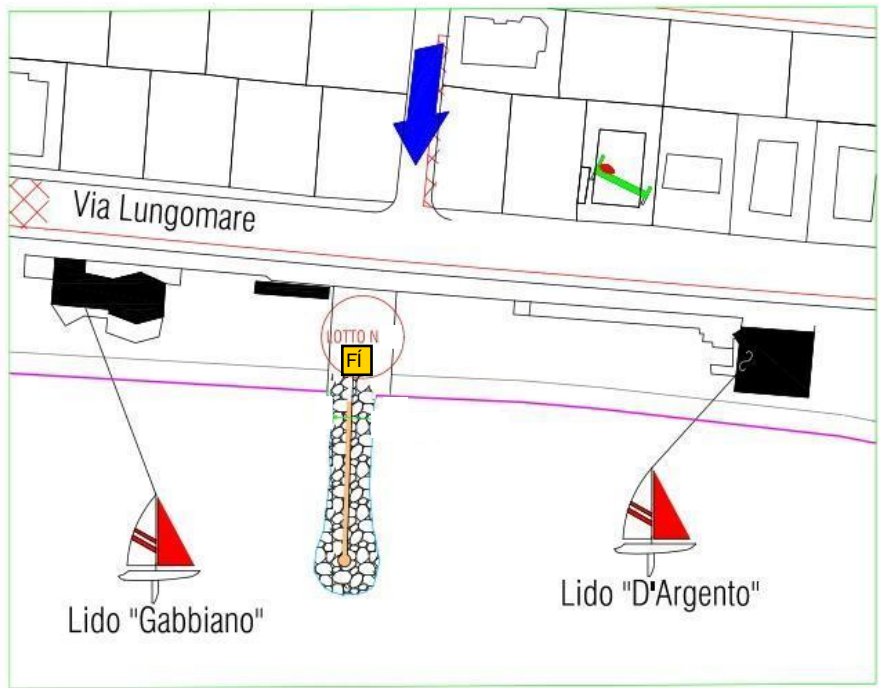 Via Lungomare
LOTTO N
FÍ
Lido "Gabbiano"
Lido "D'Argento"